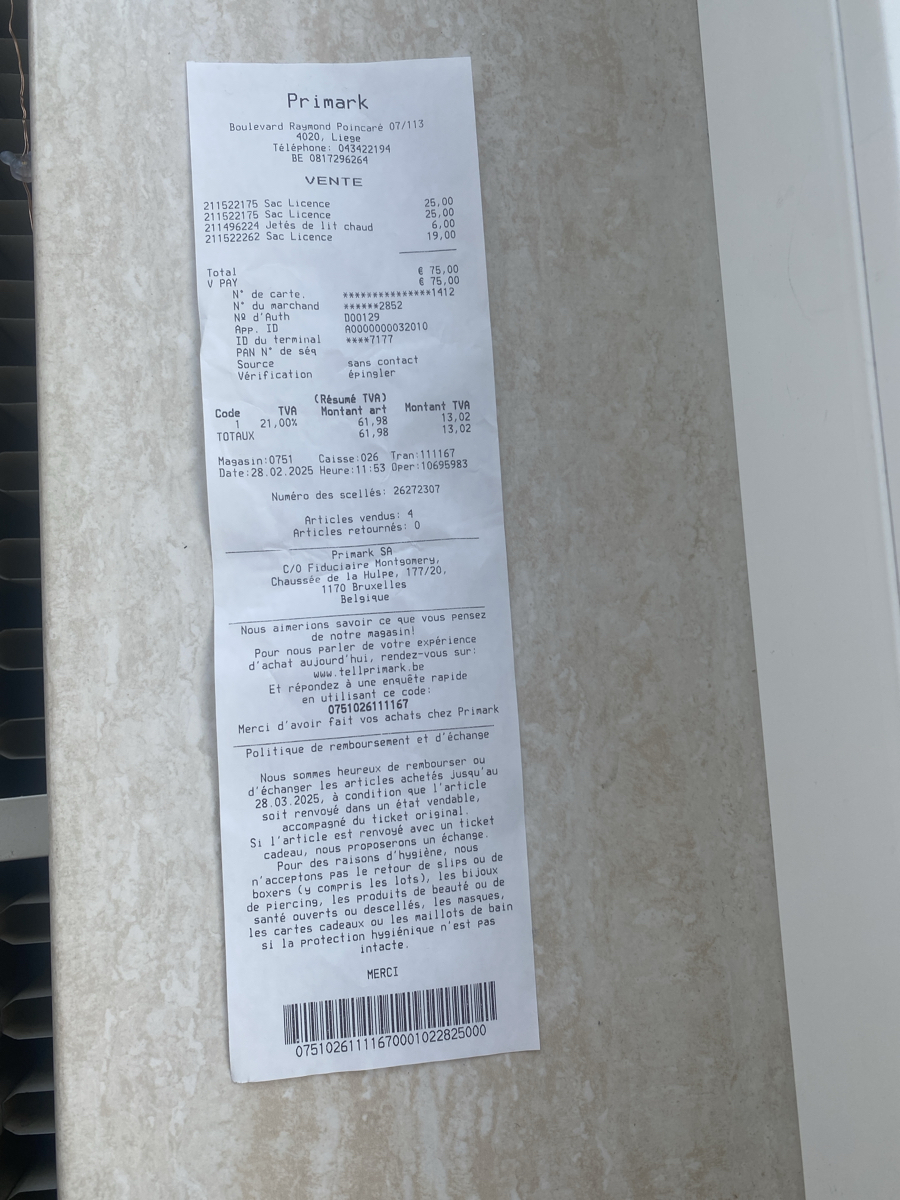 Primark
Boulevard Raymond Poincaré 07/113
4020, Liege
Téléphone: 043422194
BE 0817296264
VENTE
211522175 Sac Licence 25,00
211522175 Sac Licence 25,00
211496224 Jetés de lit chaud 6,00
211522262 Sac Licence 19,00
Total € 75,00
V PAY € 75,00
N° de carte. ***************1412
N° du marchand ******2852
Nº d'Auth D00129
App. ID A0000000032010
ID du terminal ****7177
PAN N° de séq
Source sans contact
Vérification épingler
(Résumé TVA)
Code TVA Montant art Montant TVA
1 21,00% 61,98 13,02
TOTAUX 61,98 13,02
Magasin:0751 Caisse:026 Tran:111167
Date:28.02.2025 Heure:11:53 Oper:10695983
Numéro des scellés: 26272307
Articles vendus: 4
Articles retournés: 0
Primark SA
C/O Fiduciaire Montgomery,
Chaussée de la Hulpe, 177/20,
1170 Bruxelles
Belgique
Nous aimerions savoir ce que vous pensez
de notre magasin!
Pour nous parler de votre expérience
d'achat aujourd'hui, rendez-vous sur:
www.tellprimark.be
Et répondez à une enquête rapide
en utilisant ce code:
0751026111167
Merci d'avoir fait vos achats chez Primark
Politique de remboursement et d'échange
Nous sommes heureux de rembourser ou
d'échanger les articles achetés jusqu'au
28.03.2025, à condition que l'article
soit renvoyé dans un état vendable,
accompagné du ticket original.
Si l'article est renvoyé avec un ticket
cadeau, nous proposerons un échange.
Pour des raisons d'hygiène, nous
n'acceptons pas le retour de slips ou de
boxers (y compris les lots), les bijoux
de piercing, les produits de beauté ou de
santé ouverts ou descellés, les masques,
les cartes cadeaux ou les maillots de bain
si la protection hygiénique n'est pas
intacte.
MERCI
07510261111670001022825000